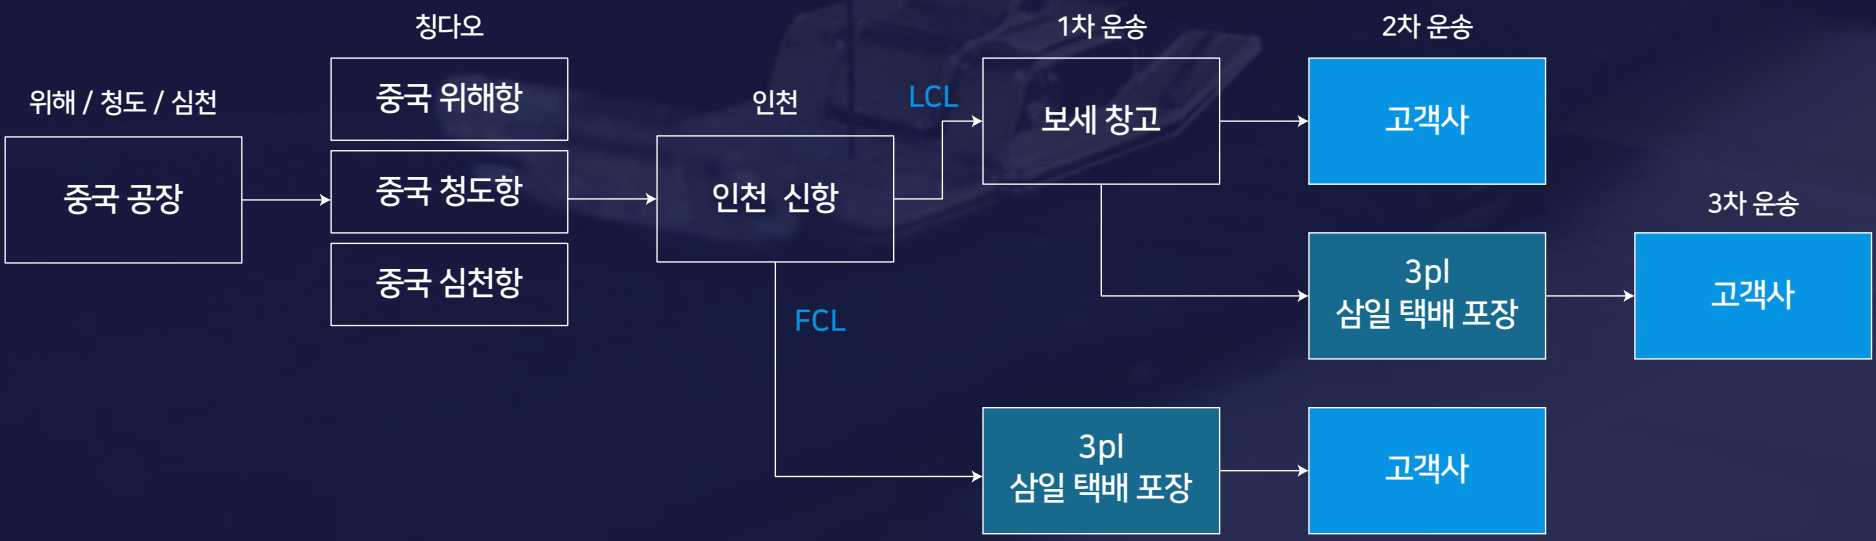 칭다오
1차 운송
2차 운송
위해 / 청도 / 심천
중국 위해항
인천
LCL
보세 창고
고객사
중국 공장
중국 청도항
인천 신항
3차 운송
중국 심천항
FCL
3pl
삼일 택배 포장
고객사
3pl
삼일 택배 포장
고객사